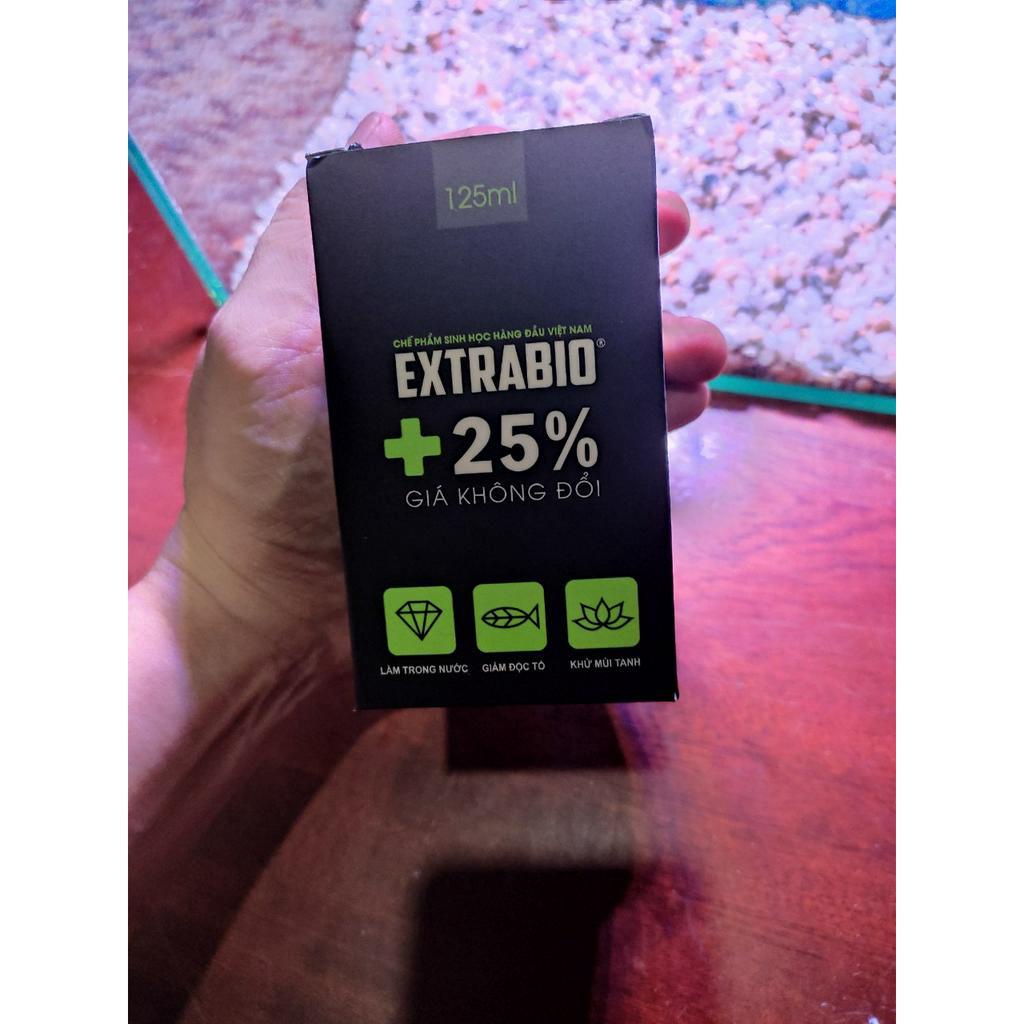 125ml
CHẾ PHẨM SINH HỌC HÀNG ĐẦU VIỆT NAM
EXTRABIO®
+25%
GIÁ KHÔNG ĐỔI
LÀM TRONG NƯỚC GIẢM ĐỘC TỐ KHỬ MÙI TANH